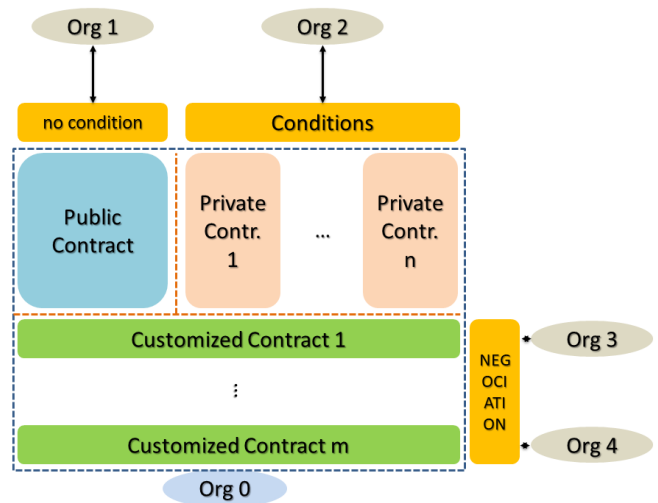 Org 1
Org 2
no condition
Conditions
Public
Contract
Private
Contr.
1
...
Private
Contr.
n
Customized Contract 1
...
Customized Contract m
NEG
OCI
ATI
ON
Org 3
Org 4
Org 0